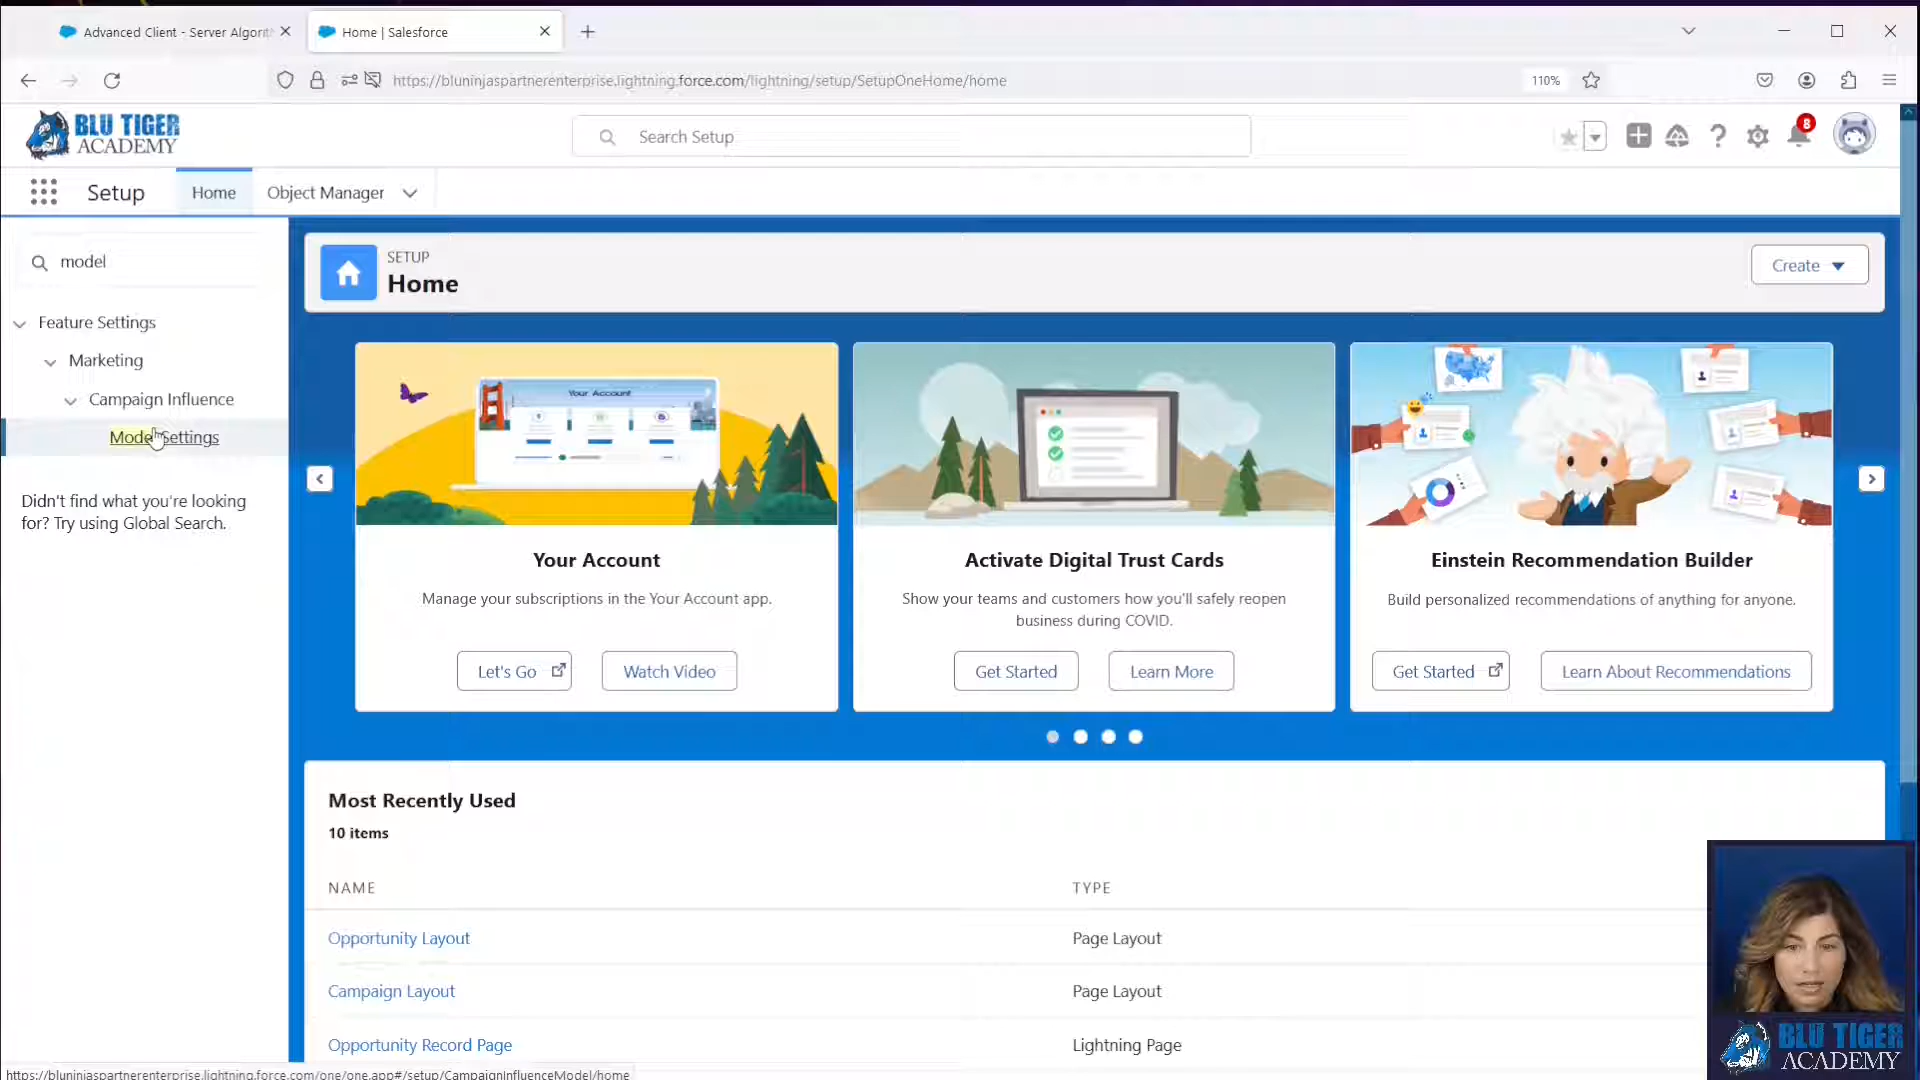 Advanced Client - Server Algorit
Home | Salesforce
https://bluninjaspartnerenterprise.lightning.force.com/lightning/setup/SetupOneHome/home
110%
BLU TIGER
ACADEMY
Search Setup
8
Setup
Home
Object Manager
model
Feature Settings
Marketing
Campaign Influence
Model Settings
Didn't find what you're looking
for? Try using Global Search.
SETUP
Home
Create
Your Account
Your Account
Manage your subscriptions in the Your Account app.
Let's Go
Watch Video
Activate Digital Trust Cards
Show your teams and customers how you'll safely reopen
business during COVID.
Get Started
Learn More
Einstein Recommendation Builder
Build personalized recommendations of anything for anyone.
Get Started
Learn About Recommendations
Most Recently Used
10 items
NAME
TYPE
Opportunity Layout
Page Layout
Campaign Layout
Page Layout
Opportunity Record Page
Lightning Page
https://bluninjaspartnerenterprise.lightning.force.com/one/one.app#/setup/CampaignInfluenceModel/home
BLU TIGER
ACADEMY